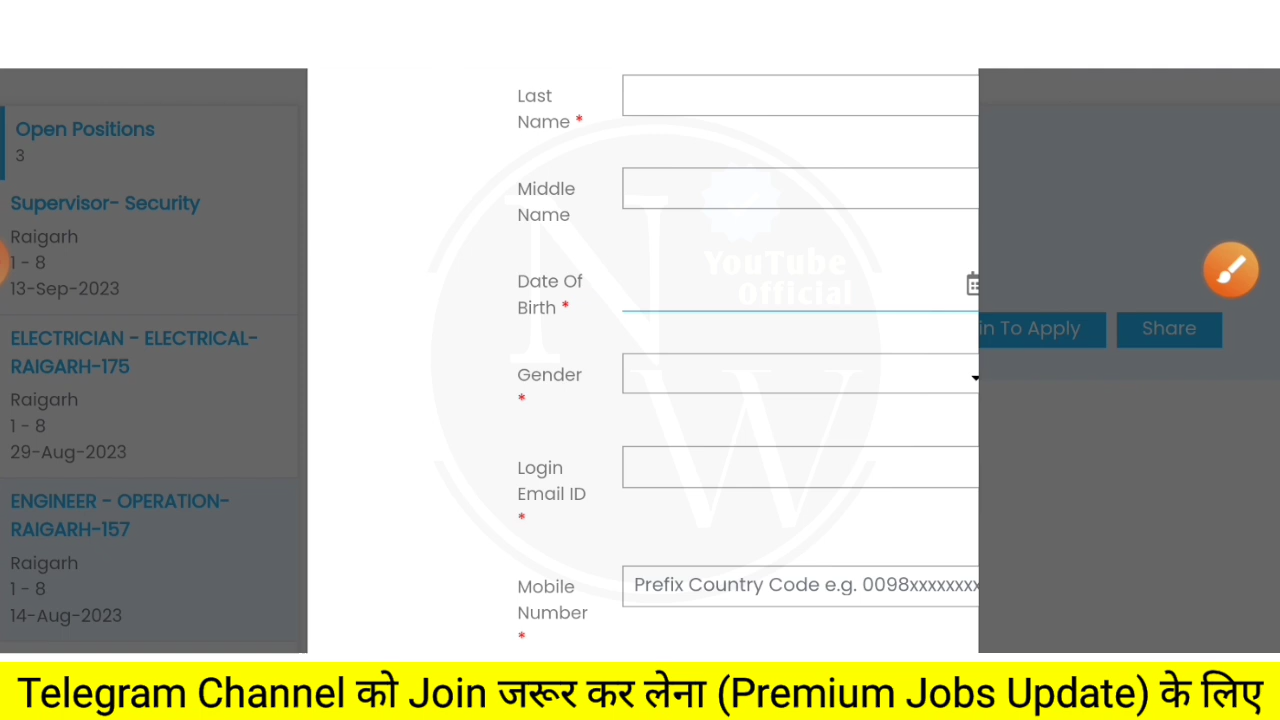 Open Positions
3
Supervisor- Security
Raigarh
1 - 8
13-Sep-2023
ELECTRICIAN - ELECTRICAL-
RAIGARH-175
Raigarh
1 - 8
29-Aug-2023
ENGINEER - OPERATION-
RAIGARH-157
Raigarh
1 - 8
14-Aug-2023
Last
Name *
Middle
Name
Date Of
Birth *
Gender
*
Login
Email ID
*
Mobile
Number
*
Prefix Country Code e.g. 0098xxxxxxxx
N
W
YouTube
Official
in To Apply
Share
Telegram Channel को Join जरूर कर लेना (Premium Jobs Update) के लिए